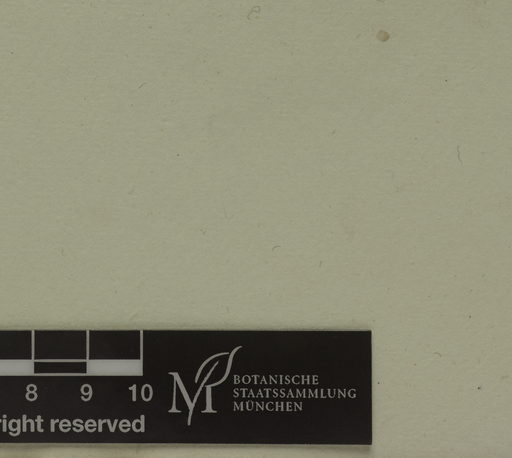 8 9 10
right reserved
BOTANISCHE
STAATSSAMMLUNG
MÜNCHEN